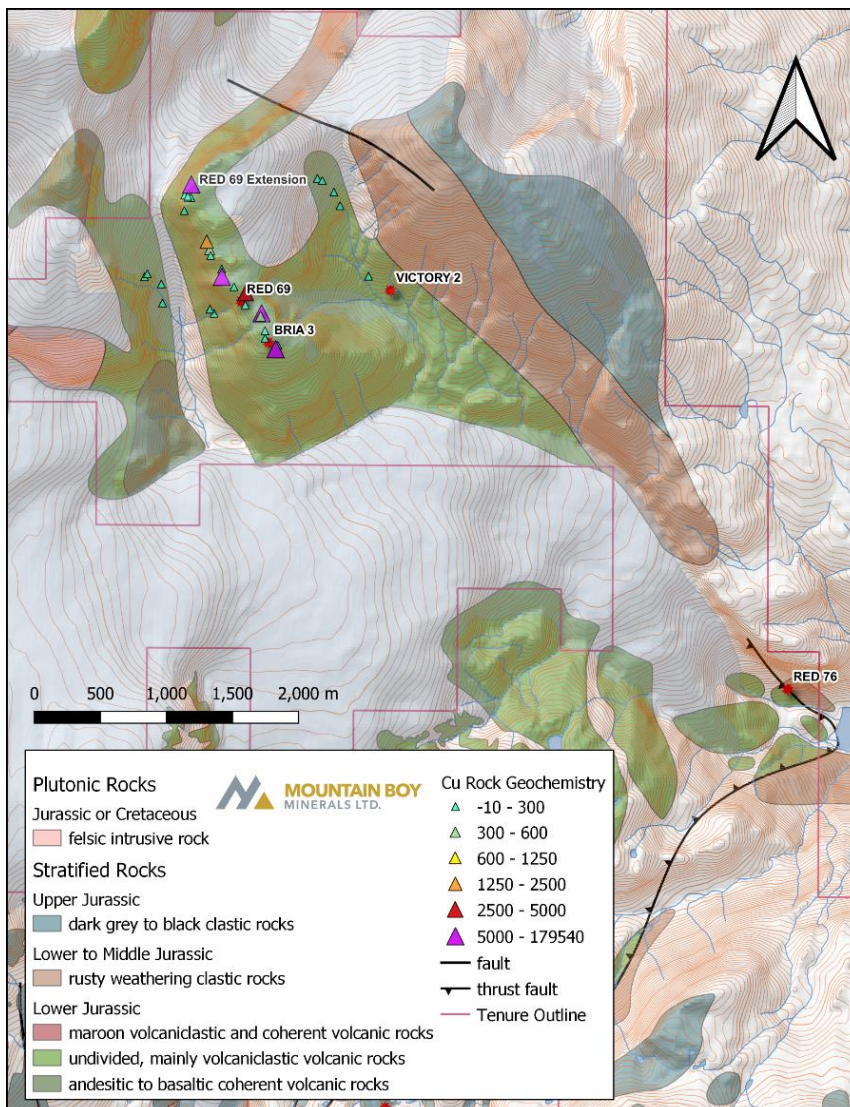 RED 69 Extension
VICTORY 2
RED 69
BRIA 3
RED 76
0 500 1,000 1,500 2,000 m
MOUNTAIN BOY
MINERALS LTD.
Plutonic Rocks
Jurassic or Cretaceous
felsic intrusive rock
Stratified Rocks
Upper Jurassic
dark grey to black clastic rocks
Lower to Middle Jurassic
rusty weathering clastic rocks
Lower Jurassic
maroon volcaniclastic and coherent volcanic rocks
undivided, mainly volcaniclastic volcanic rocks
andesitic to basaltic coherent volcanic rocks
Cu Rock Geochemistry
-10 - 300
300 - 600
600 - 1250
1250 - 2500
2500 - 5000
5000 - 179540
fault
thrust fault
Tenure Outline